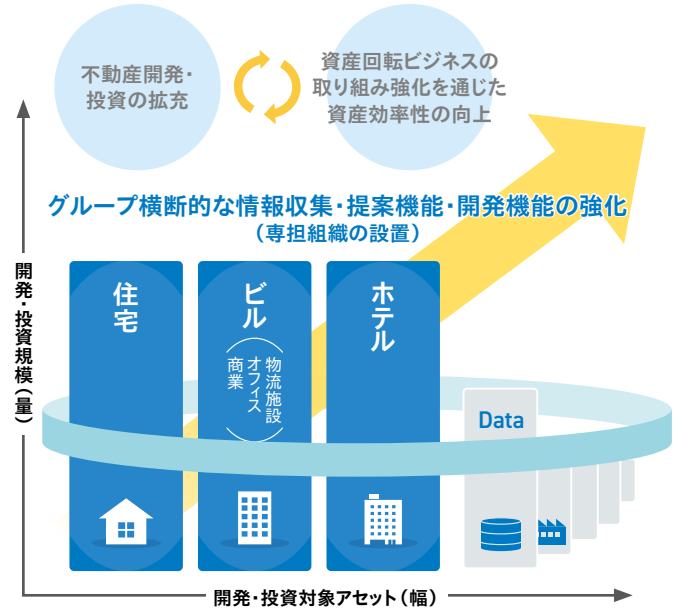 不動産開発・
投資の拡充
資産回転ビジネスの
取り組み強化を通じた
資産効率性の向上
グループ横断的な情報収集・提案機能・開発機能の強化
（専担組織の設置）
開発・投資規模（量）
住宅
ビル
（物流施設
オフィス
商業）
ホテル
Data
開発・投資対象アセット（幅）